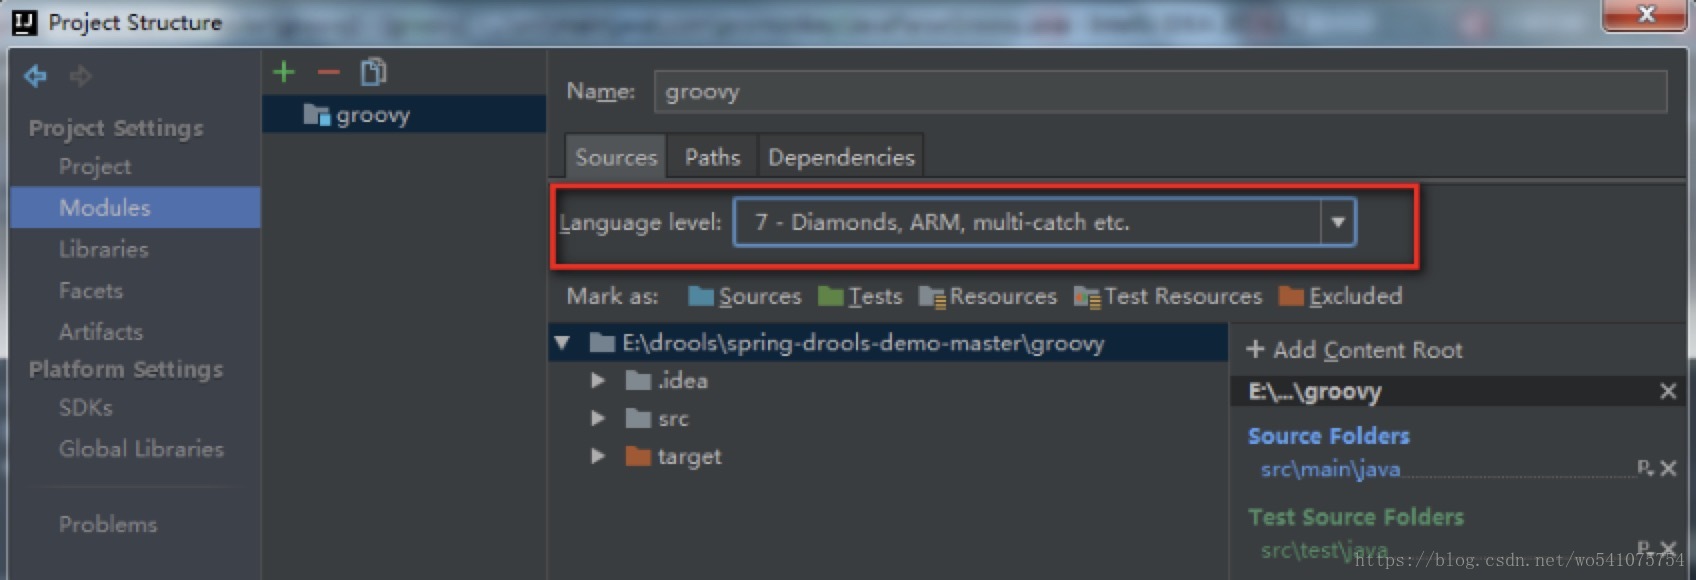 Project Structure
Project Settings
Project
Modules
Libraries
Facets
Artifacts
Platform Settings
SDKs
Global Libraries
Problems
groovy
Name: groovy
Sources Paths Dependencies
Language level: 7 - Diamonds, ARM, multi-catch etc.
Mark as: Sources Tests Resources Test Resources Excluded
E:\drools\spring-drools-demo-master\groovy
.idea
src
target
+ Add Content Root
E:\...\groovy
Source Folders
src\main\java
Test Source Folders
src\test\java
https://blog.csdn.net/wo541075754